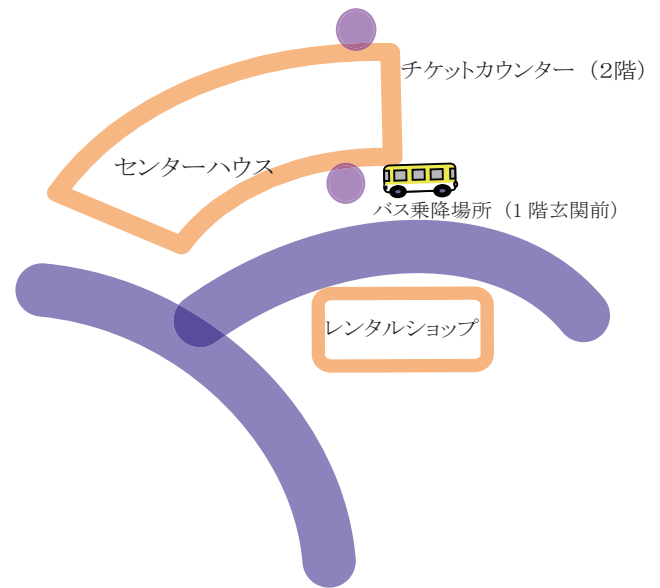 チケットカウンター（２階）
センターハウス
バス乗降場所（１階玄関前）
レンタルショップ